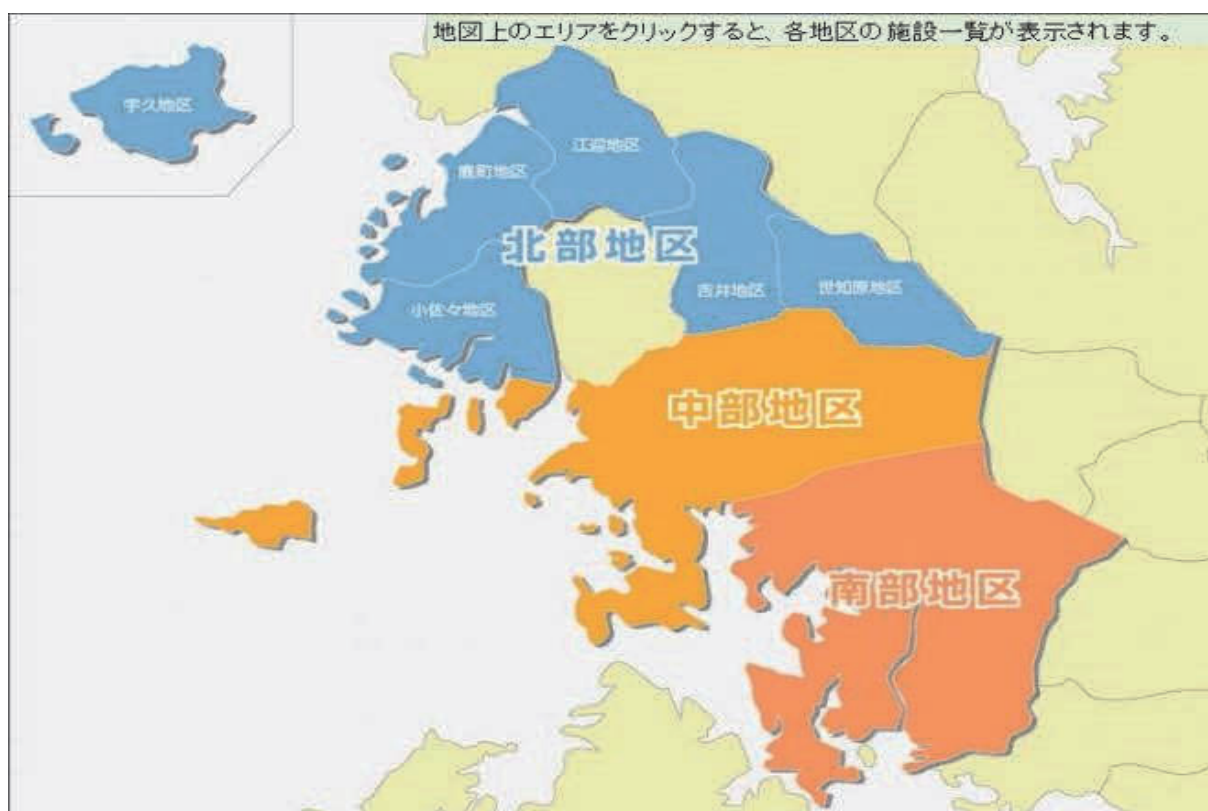 地図上のエリアをクリックすると、各地区の施設一覧が表示されます。
宇久地区
江迎地区
鹿町地区
北部地区
吉井地区
世知原地区
小佐々地区
中部地区
南部地区